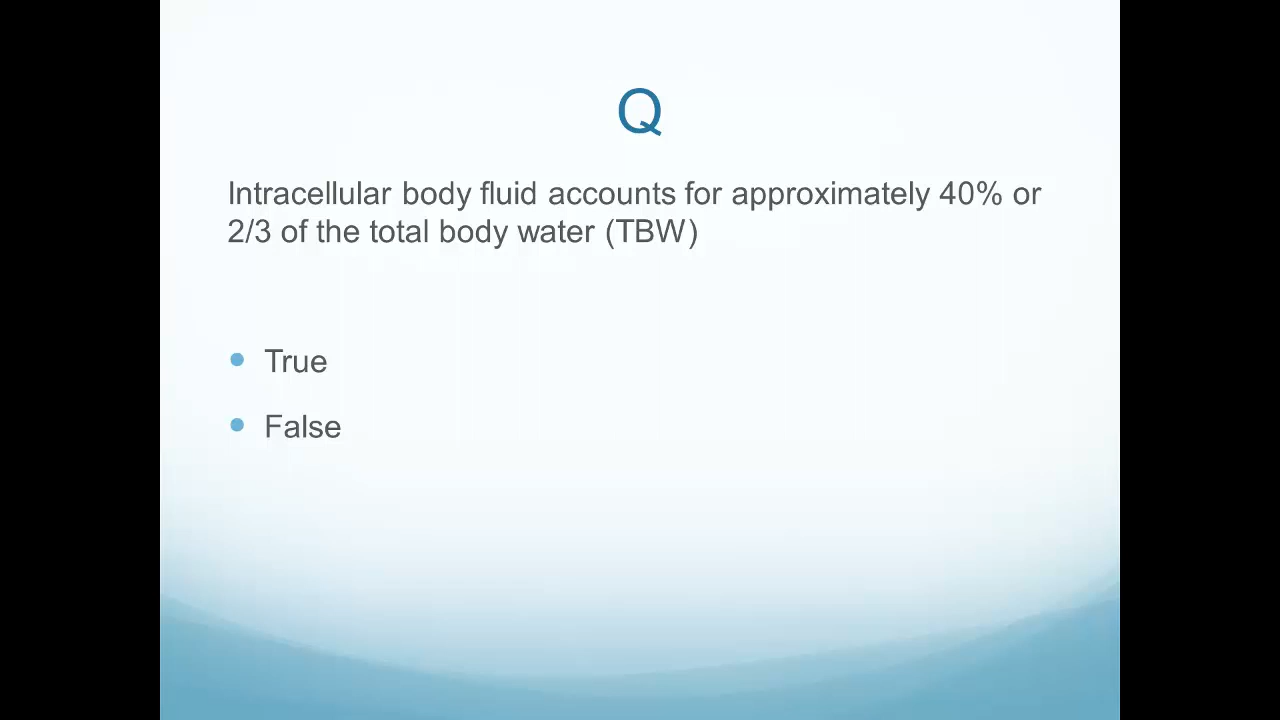 Q
Intracellular body fluid accounts for approximately 40% or
2/3 of the total body water (TBW)
True
False